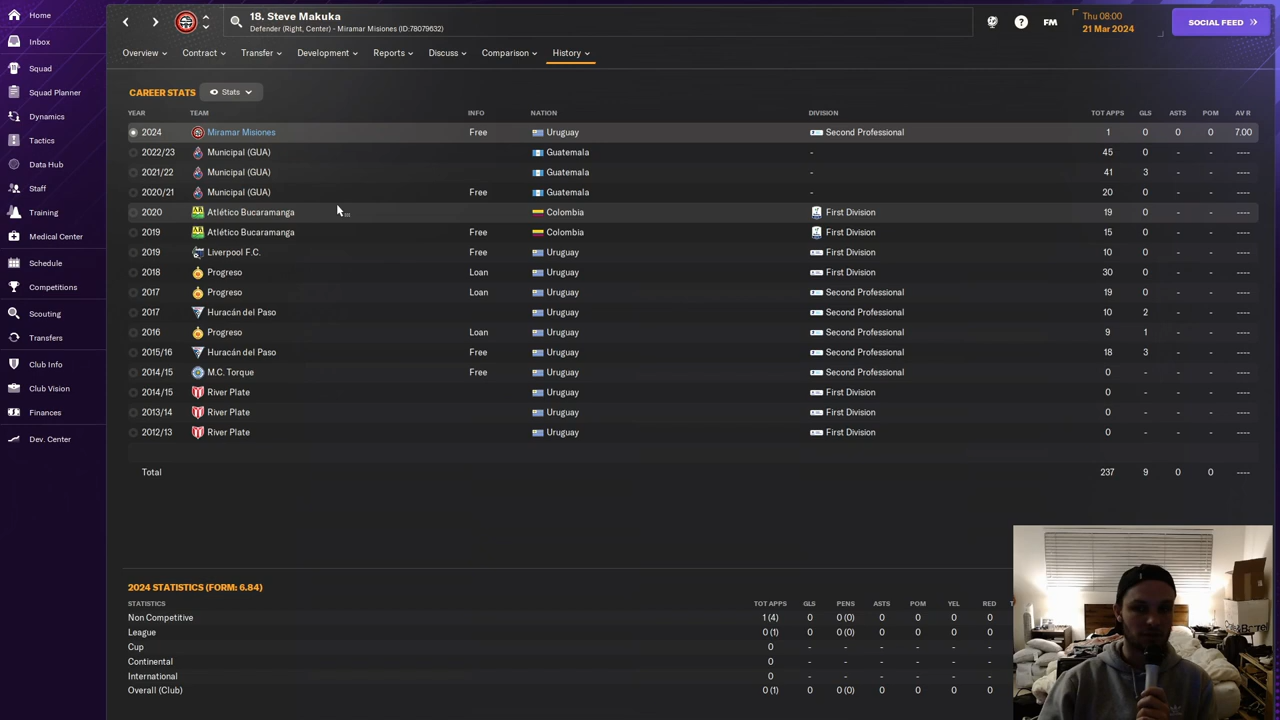 Home
Inbox
Squad
Squad Planner
Dynamics
Tactics
Data Hub
Staff
Training
Medical Center
Schedule
Competitions
Scouting
Transfers
Club Info
Club Vision
Finances
Dev. Center
18. Steve Makuka
Defender (Right, Center) - Miramar Misiones (ID:78079632)
FM
Thu 08:00
21 Mar 2024
SOCIAL FEED
Overview Contract Transfer Development Reports Discuss Comparison History
CAREER STATS Stats
YEAR TEAM INFO NATION DIVISION TOT APPS GLS ASTS POM AV R
2024 Miramar Misiones Free Uruguay Second Professional 1 0 0 0 7.00
2022/23 Municipal (GUA) Guatemala - 45 0 - - ----
2021/22 Municipal (GUA) Guatemala - 41 3 - - ----
2020/21 Municipal (GUA) Free Guatemala - 20 0 - - ----
2020 Atlético Bucaramanga Colombia First Division 19 0 - - ----
2019 Atlético Bucaramanga Free Colombia First Division 15 0 - - ----
2019 Liverpool F.C. Free Uruguay First Division 10 0 - - ----
2018 Progreso Loan Uruguay First Division 30 0 - - ----
2017 Progreso Loan Uruguay Second Professional 19 0 - - ----
2017 Huracán del Paso Uruguay Second Professional 10 2 - - ----
2016 Progreso Loan Uruguay Second Professional 9 1 - - ----
2015/16 Huracán del Paso Free Uruguay Second Professional 18 3 - - ----
2014/15 M.C. Torque Free Uruguay Second Professional 0 - - - ----
2014/15 River Plate Uruguay First Division 0 - - - ----
2013/14 River Plate Uruguay First Division 0 - - - ----
2012/13 River Plate Uruguay First Division 0 - - - ----
Total 237 9 0 0 ----
2024 STATISTICS (FORM: 6.84)
STATISTICS TOT APPS GLS PENS ASTS POM YEL RED
Non Competitive 1 (4) 0 0 (0) 0 0 0 0
League 0 (1) 0 0 (0) 0 0 0 0
Cup 0 - - - - - -
Continental 0 - - - - - -
International 0 - - - - - -
Overall (Club) 0 (1) 0 0 (0) 0 0 0 0